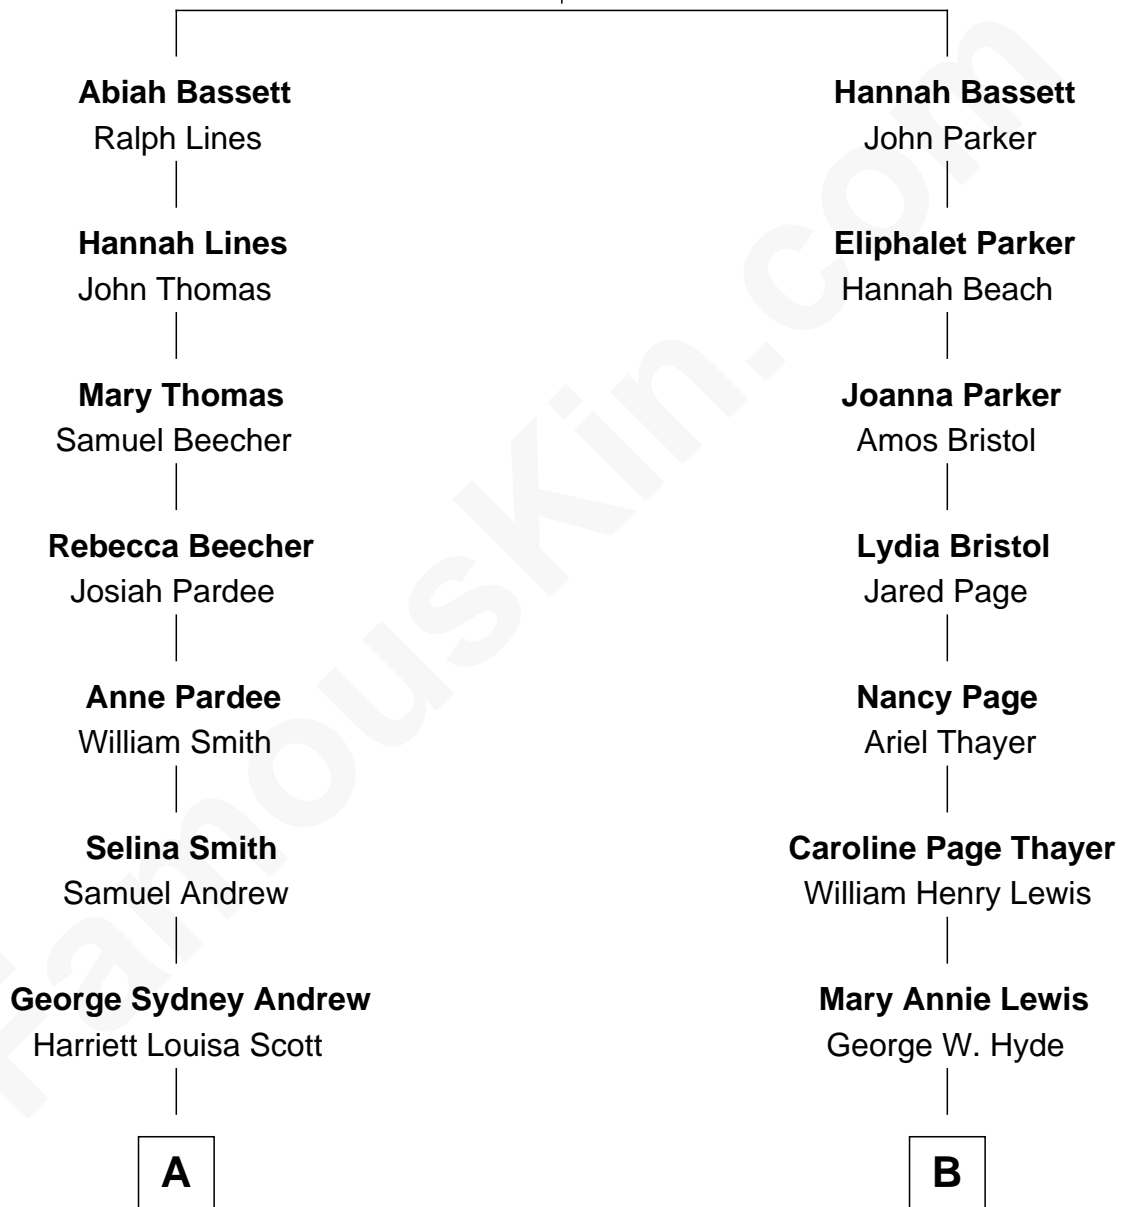 Abiah Bassett
Ralph Lines
Hannah Lines
John Thomas
Mary Thomas
Samuel Beecher
Rebecca Beecher
Josiah Pardee
Anne Pardee
William Smith
Selina Smith
Samuel Andrew
George Sydney Andrew
Harriett Louisa Scott
A
Hannah Bassett
John Parker
Eliphalet Parker
Hannah Beach
Joanna Parker
Amos Bristol
Lydia Bristol
Jared Page
Nancy Page
Ariel Thayer
Caroline Page Thayer
William Henry Lewis
Mary Annie Lewis
George W. Hyde
B
FamousKin.com